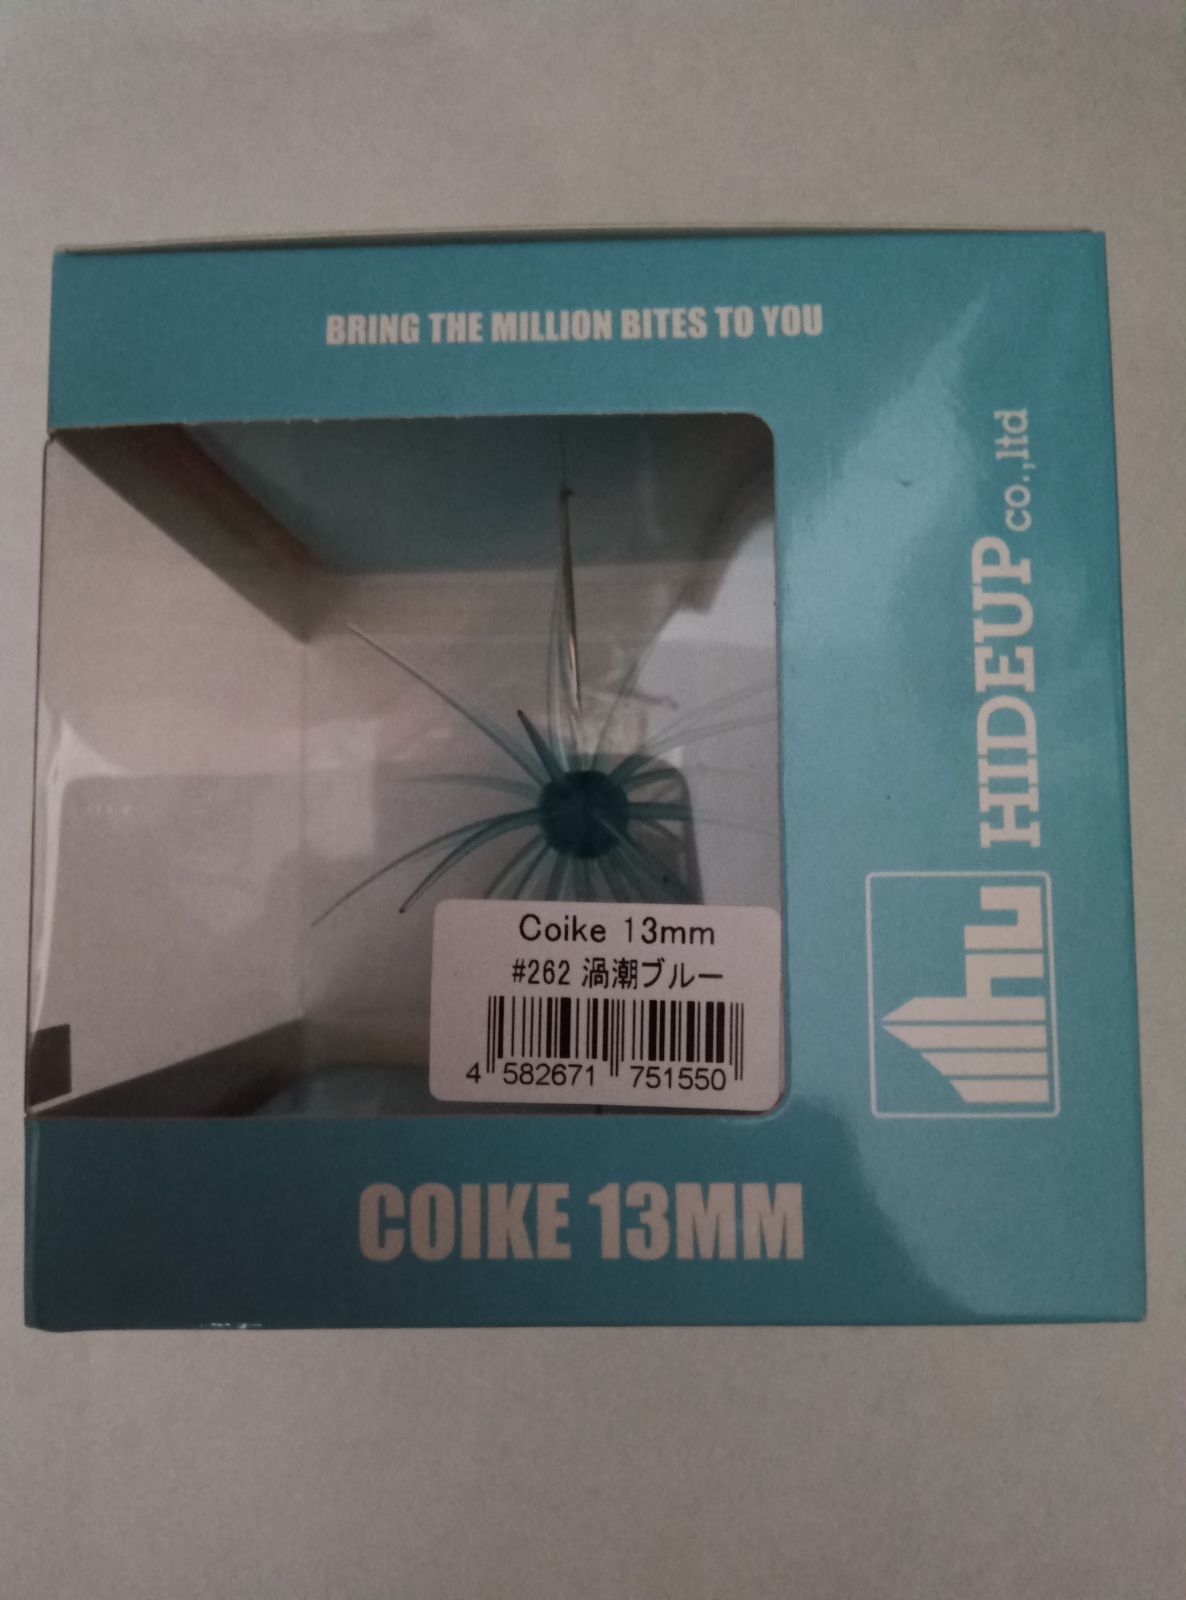 BRING THE MILLION BITES TO YOU
HIDEUP co.,ltd
hu
Coike 13mm
#262 渦潮ブルー
4 582671 751550
COIKE 13MM